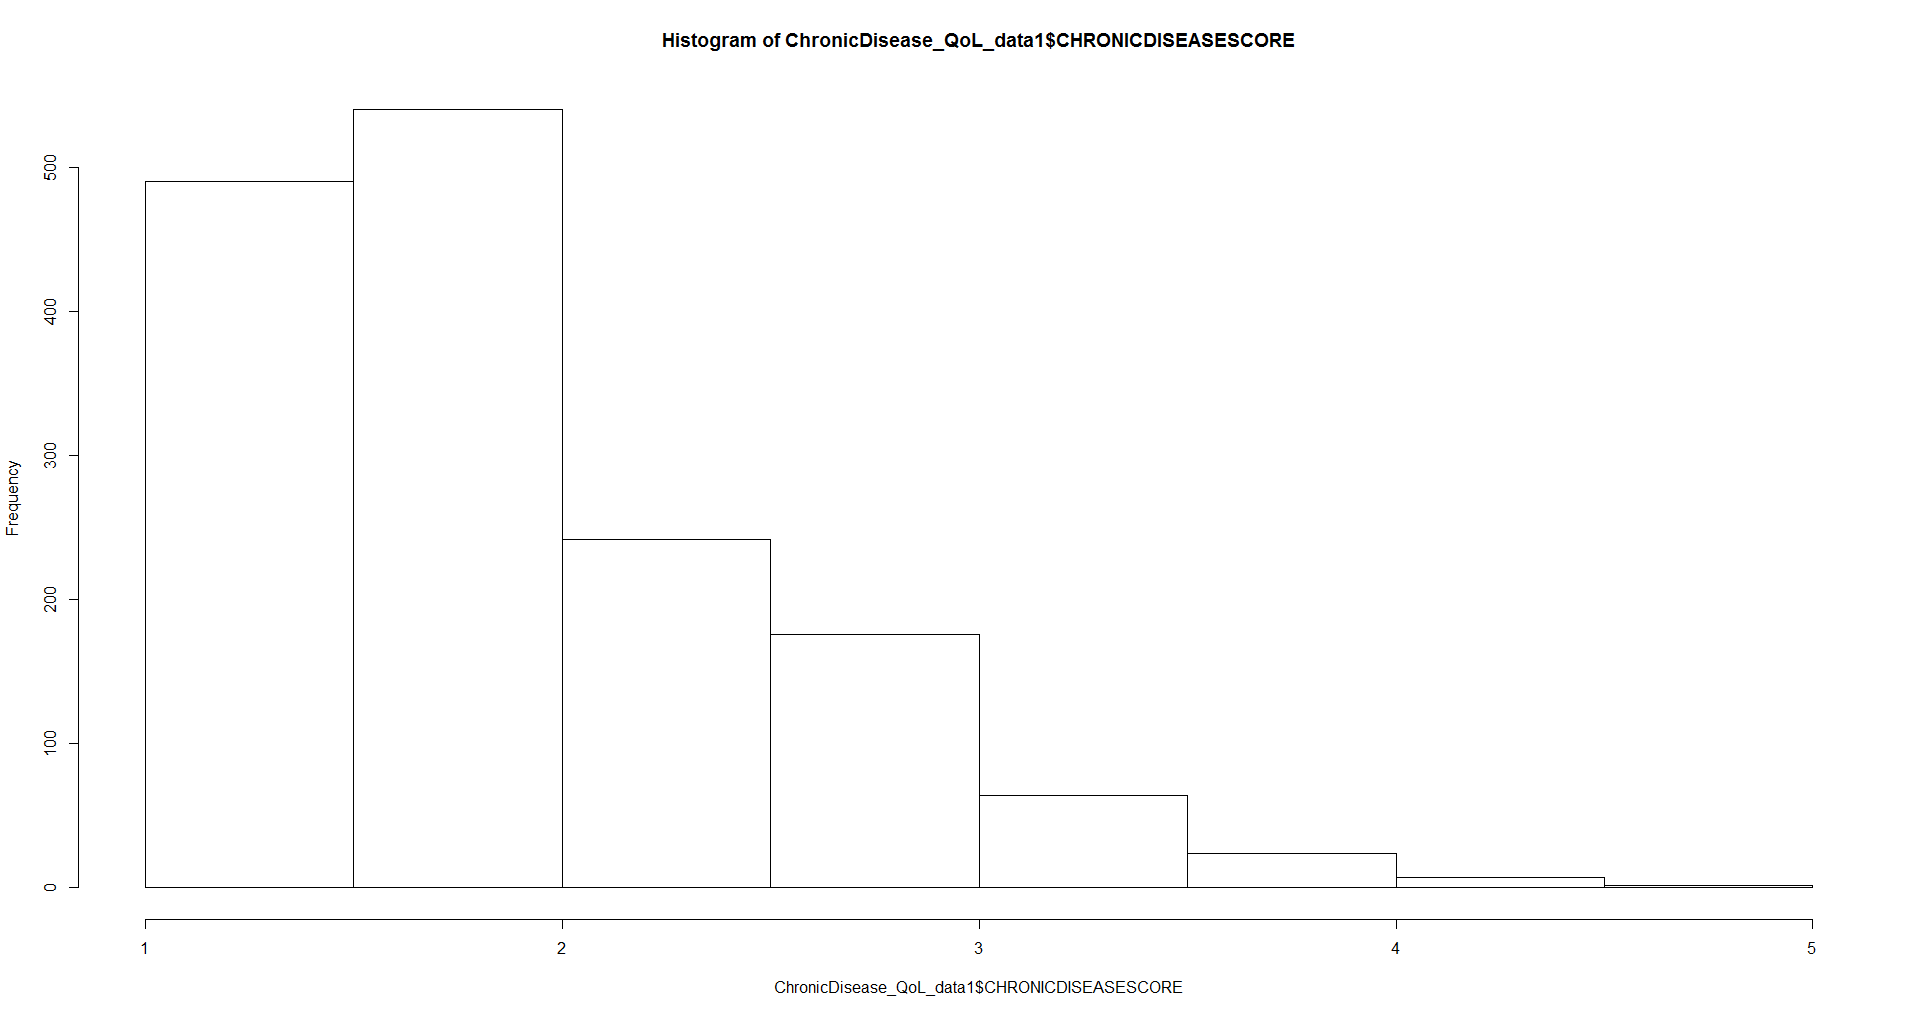 Histogram of ChronicDisease_QoL_data1$CHRONICDISEASESCORE
500
400
300
200
100
0
Frequency
1 2 3 4 5
ChronicDisease_QoL_data1$CHRONICDISEASESCORE